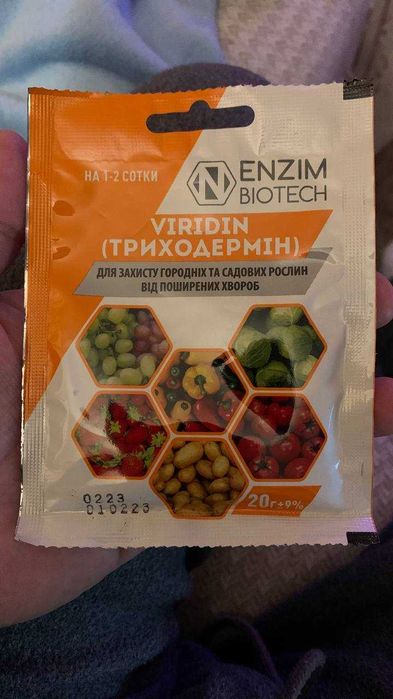 НА 1-2 СОТКИ
ENZIM
BIOTECH
VIRIDIN
(ТРИХОДЕРМІН)
ДЛЯ ЗАХИСТУ ГОРОДНІХ ТА САДОВИХ РОСЛИН
ВІД ПОШИРЕНИХ ХВОРОБ
0223
010223
20г±9%